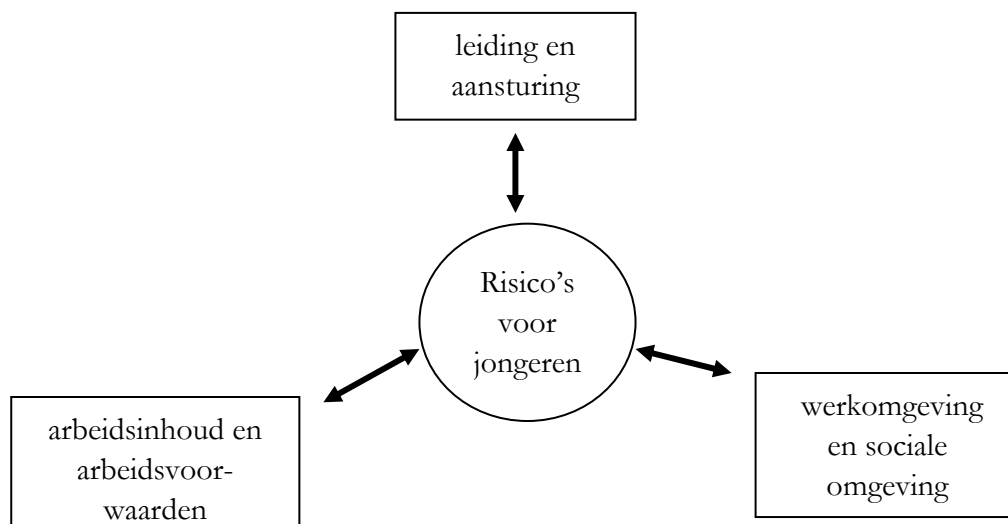 leiding en
aansturing
Risico’s
voor
jongeren
arbeidsinhoud en
arbeidsvoor-
waarden
werkomgeving
en sociale
omgeving